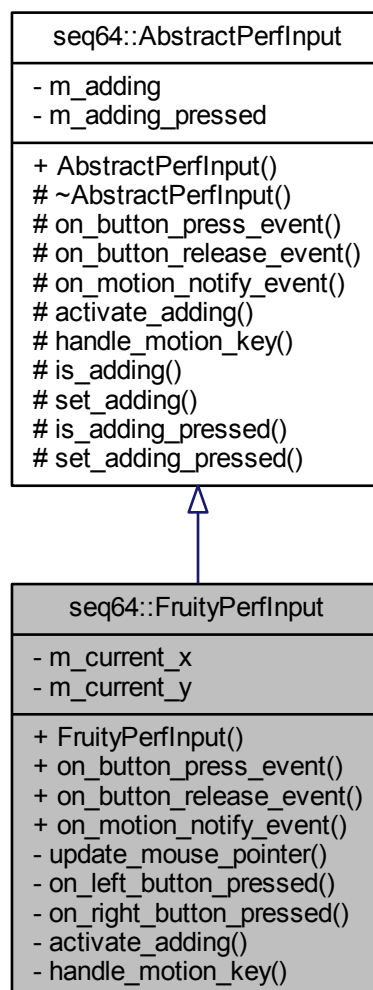 seq64::AbstractPerfInput
- m_adding
- m_adding_pressed
+ AbstractPerfInput()
# ~AbstractPerfInput()
# on_button_press_event()
# on_button_release_event()
# on_motion_notify_event()
# activate_adding()
# handle_motion_key()
# is_adding()
# set_adding()
# is_adding_pressed()
# set_adding_pressed()
seq64::FruityPerfInput
- m_current_x
- m_current_y
+ FruityPerfInput()
+ on_button_press_event()
+ on_button_release_event()
+ on_motion_notify_event()
- update_mouse_pointer()
- on_left_button_pressed()
- on_right_button_pressed()
- activate_adding()
- handle_motion_key()